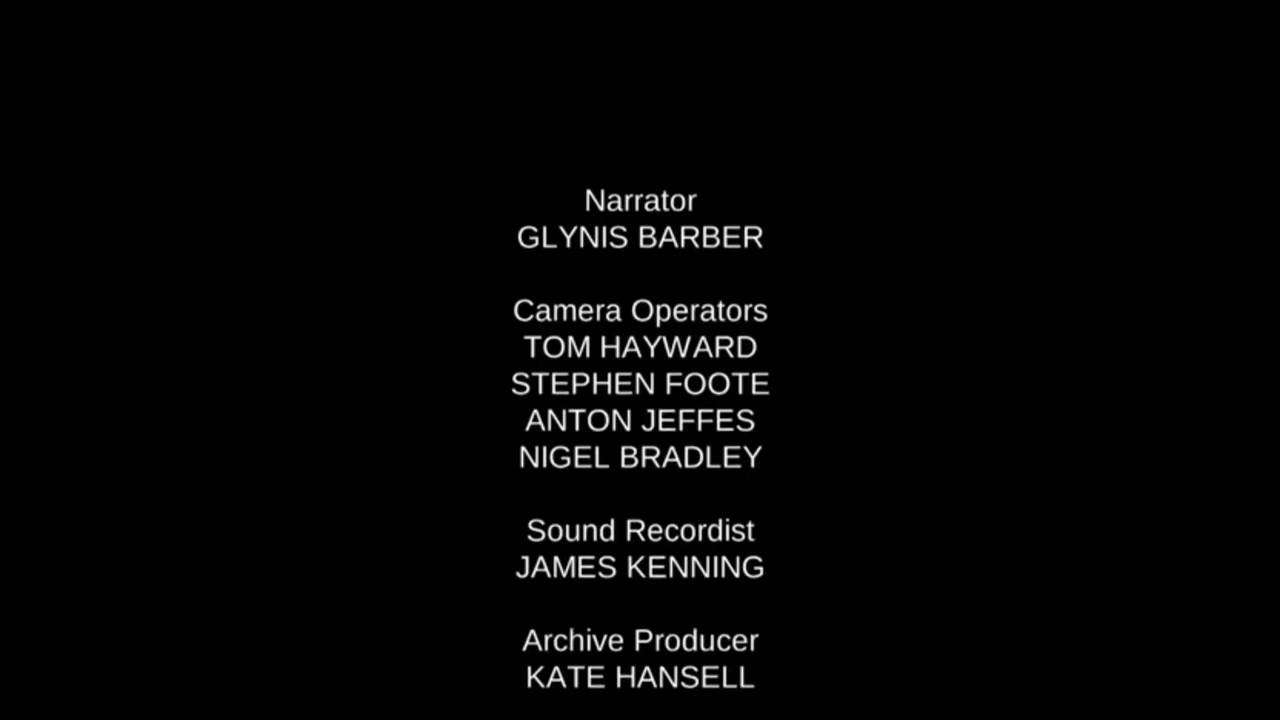 Narrator
GLYNIS BARBER
Camera Operators
TOM HAYWARD
STEPHEN FOOTE
ANTON JEFFES
NIGEL BRADLEY
Sound Recordist
JAMES KENNING
Archive Producer
KATE HANSELL